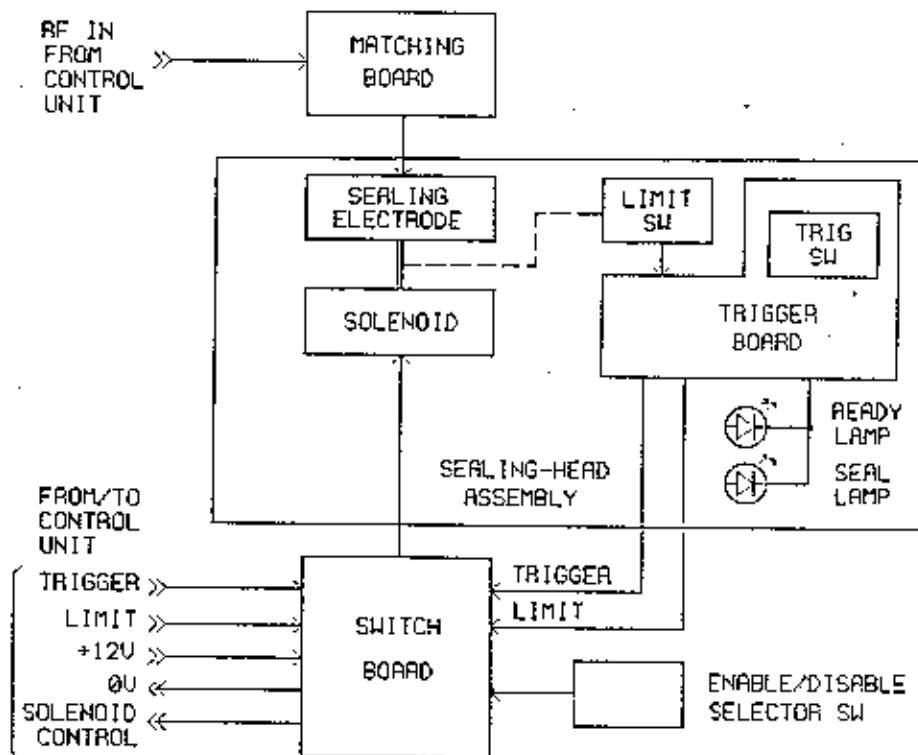 RF IN
FROM
CONTROL
UNIT
MATCHING
BOARD
SEALING
ELECTRODE
LIMIT
SW
TRIG
SW
SOLENOID
TRIGGER
BOARD
READY
LAMP
SEALING-HEAD
ASSEMBLY
SEAL
LAMP
FROM/TO
CONTROL
UNIT
TRIGGER
LIMIT
+12V
0V
SOLENOID
CONTROL
SWITCH
BOARD
TRIGGER
LIMIT
ENABLE/DISABLE
SELECTOR SW